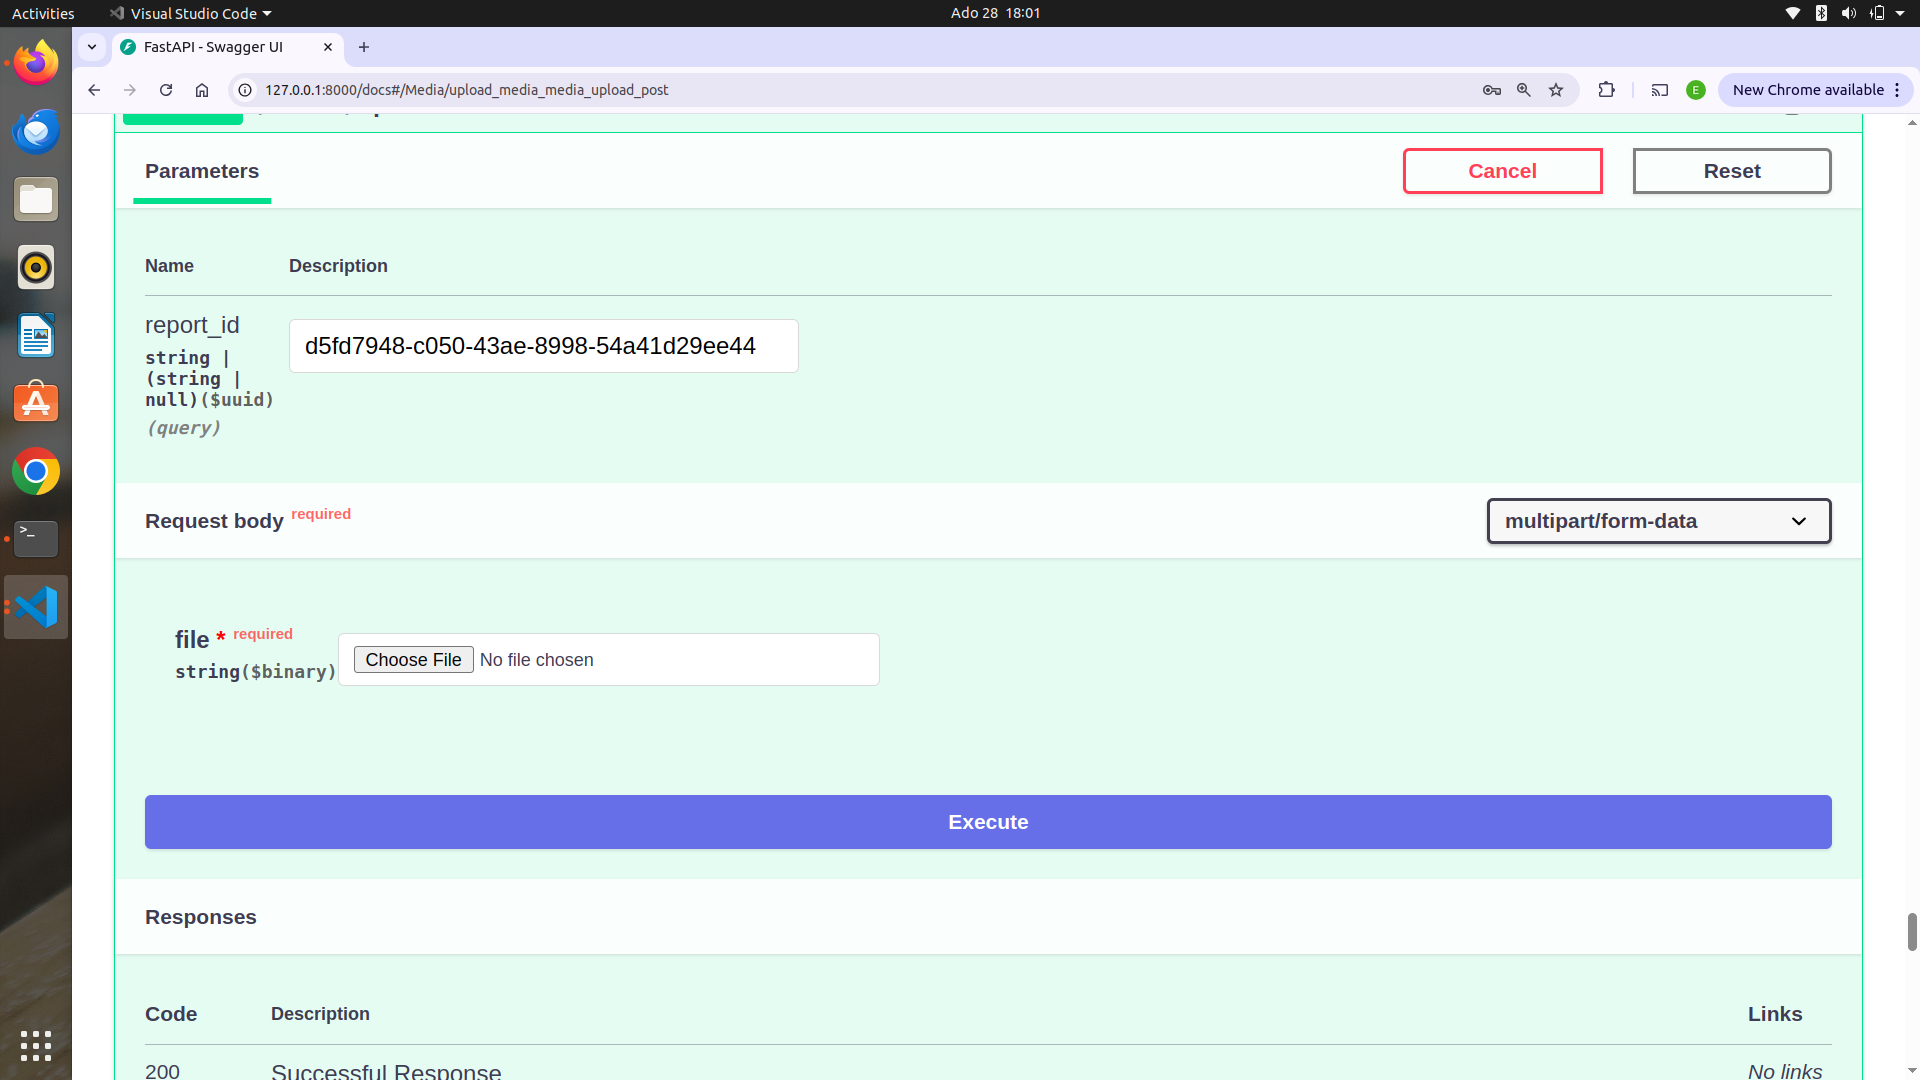 Activities
Visual Studio Code
Ado 28 18:01
FastAPI - Swagger UI
127.0.0.1:8000/docs#/Media/upload_media_media_upload_post
E
New Chrome available
Parameters
Cancel
Reset
Name
Description
report_id
string |
(string |
null)($uuid)
(query)
d5fd7948-c050-43ae-8998-54a41d29ee44
Request body required
multipart/form-data
file * required
string($binary)
Choose File No file chosen
Execute
Responses
Code
Description
Links
200
Successful Response
No links